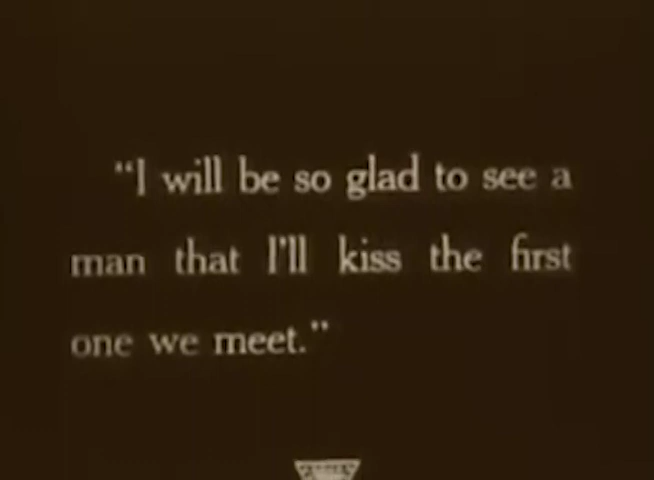 “I will be so glad to see a
man that I'll kiss the first
one we meet.”